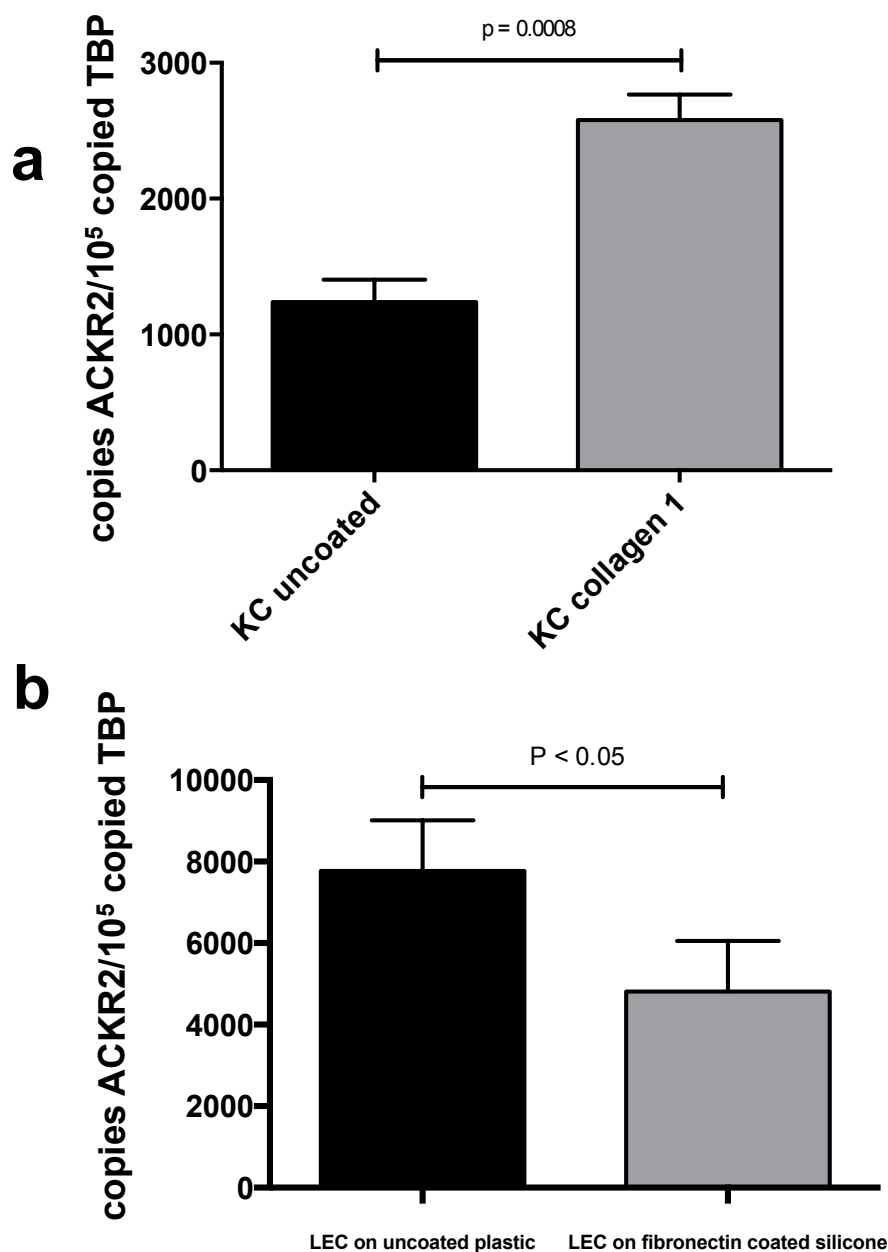 a
copies ACKR2/10⁵ copied TBP
p = 0.0008
3000
2000
1000
0
KC uncoated
KC collagen 1
b
copies ACKR2/10⁵ copied TBP
P < 0.05
10000
8000
6000
4000
2000
0
LEC on uncoated plastic
LEC on fibronectin coated silicone